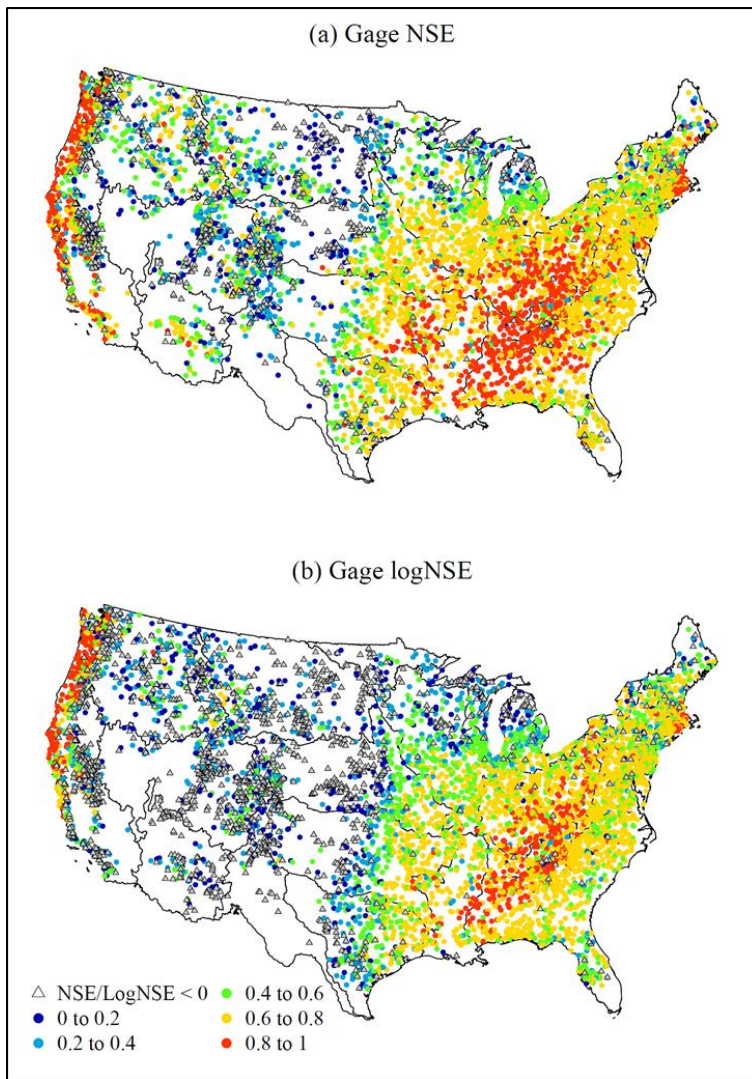 (a) Gage NSE
(b) Gage logNSE
△ NSE/LogNSE < 0
0 to 0.2
0.2 to 0.4
0.4 to 0.6
0.6 to 0.8
0.8 to 1